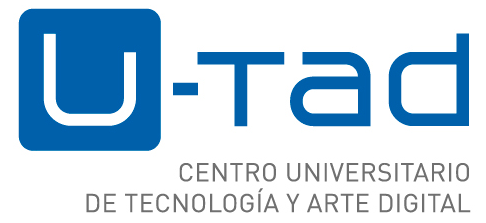 U-tad
CENTRO UNIVERSITARIO
DE TECNOLOGÍA Y ARTE DIGITAL